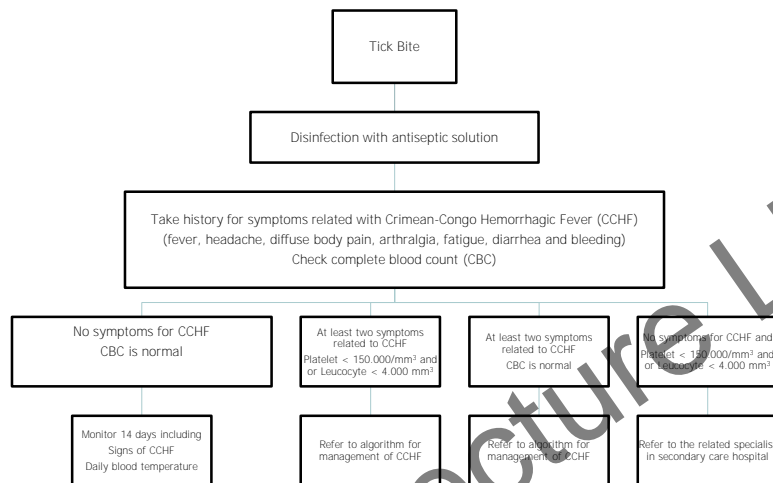 Tick Bite
Disinfection with antiseptic solution
Take history for symptoms related with Crimean-Congo Hemorrhagic Fever (CCHF)
(fever, headache, diffuse body pain, arthralgia, fatigue, diarrhea and bleeding)
Check complete blood count (CBC)
No symptoms for CCHF
CBC is normal
At least two symptoms
related to CCHF
Platelet < 150.000/mm³ and
or Leucocyte < 4.000 mm³
At least two symptoms
related to CCHF
CBC is normal
No symptoms for CCHF and
Platelet < 150.000/mm³ and
or Leucocyte < 4.000 mm³
Monitor 14 days including
Signs of CCHF
Daily blood temperature
Refer to algorithm for
management of CCHF
Refer to algorithm for
management of CCHF
Refer to the related specialis
in secondary care hospital
ecture L